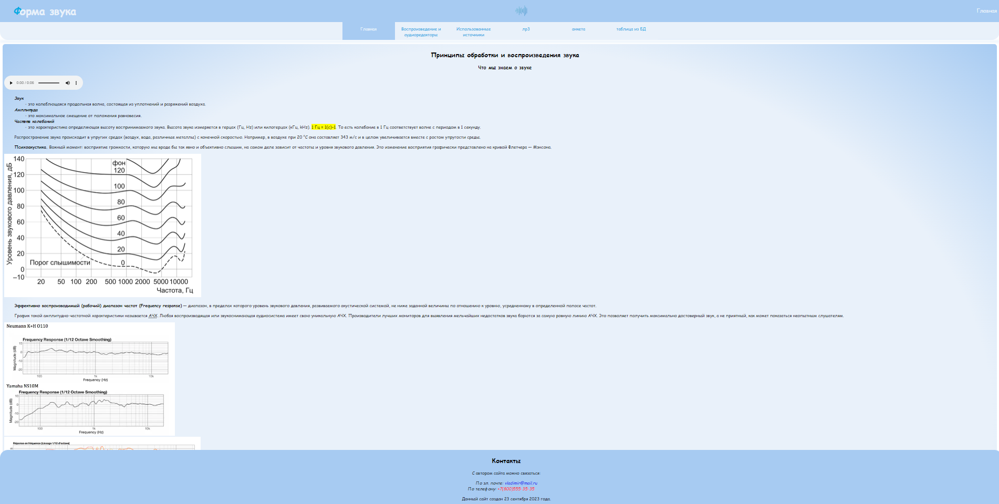 Форма звука
Главная
Главная
Воспроизведение и аудиоредакторы
Использованные источники
лр3
анкета
таблица из БД
Принципы обработки и воспроизведения звука
Что мы знаем о звуке
0:00 / 0:06
Звук
- это колеблющаяся продольная волна, состоящая из уплотнений и разряжений воздуха.
Амплитуда
- это максимальное смещение от положения равновесия.
Частота колебаний
- это характеристика определяющая высоту воспринимаемого звука. Высота звука измеряется в герцах (Гц, Hz) или килогерцах (кГц, kHz). 1 Гц = 1(с)−1. То есть колебание в 1 Гц соответствует волне с периодом в 1 секунду.
Распространение звука происходит в упругих средах (воздух, вода, различные металлы) с конечной скоростью. Например, в воздухе при 20 °C она составляет 343 м/с и в целом увеличивается вместе с ростом упругости среды.
Психоакустика. Важный момент: восприятие громкости, которую мы вроде бы так явно и объективно слышим, на самом деле зависит от частоты и уровня звукового давления. Это изменение восприятия графически представлено на кривой Флетчера — Мэнсона.
Уровень звукового давления, дБ
140
120
100
80
60
40
20
0
−10
фон
120
100
80
60
40
20
0
Порог слышимости
20 50 100 200 500 1000 2000 5000 10000
Частота, Гц
Эффективно воспроизводимый (рабочий) диапазон частот (Frequency response) — диапазон, в пределах которого уровень звукового давления, развиваемого акустической системой, не ниже заданной величины по отношению к уровню, усредненному в определенной полосе частот.
График такой амплитудно-частотной характеристики называется АЧХ. Любая воспроизводящая или звукоснимающая аудиосистема имеет свою уникальную АЧХ. Производители лучших мониторов для выявления мельчайших недостатков звука борются за самую ровную линию АЧХ. Это позволяет получить максимально достоверный звук, а не приятный, как может показаться неопытным слушателям.
Neumann K+H O110
Frequency Response (1/12 Octave Smoothing)
Magnitude (dB)
10
0
-10
-20
100 1k 10k
Frequency (Hz)
Yamaha NS10M
Frequency Response (1/12 Octave Smoothing)
Magnitude (dB)
10
0
-10
-20
100 1k 10k
Frequency (Hz)
Réponse en fréquence (Lissage 1/12 d'octave)
Контакты
С автором сайта можно связаться:
По эл. почте: vladimir@mail.ru
По телефону: +7(800)555-35-35
Данный сайт создан 23 сентября 2023 года.